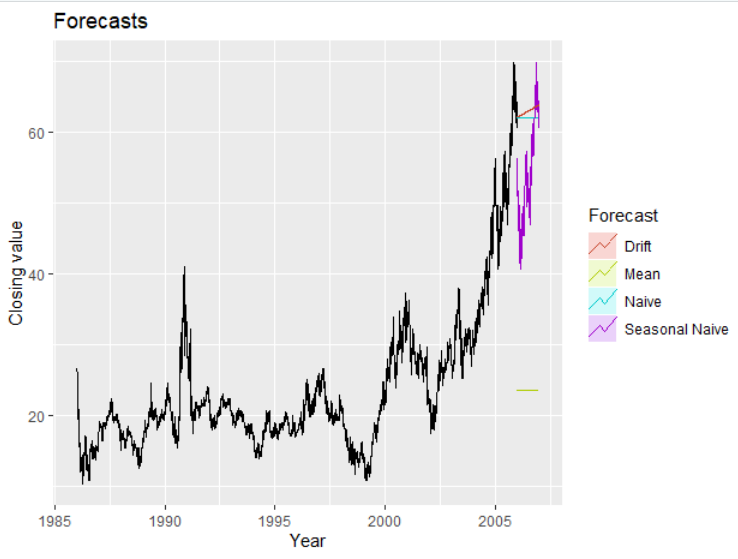 Forecasts
60
40
20
Closing value
1985
1990
1995
2000
2005
Year
Forecast
Drift
Mean
Naive
Seasonal Naive